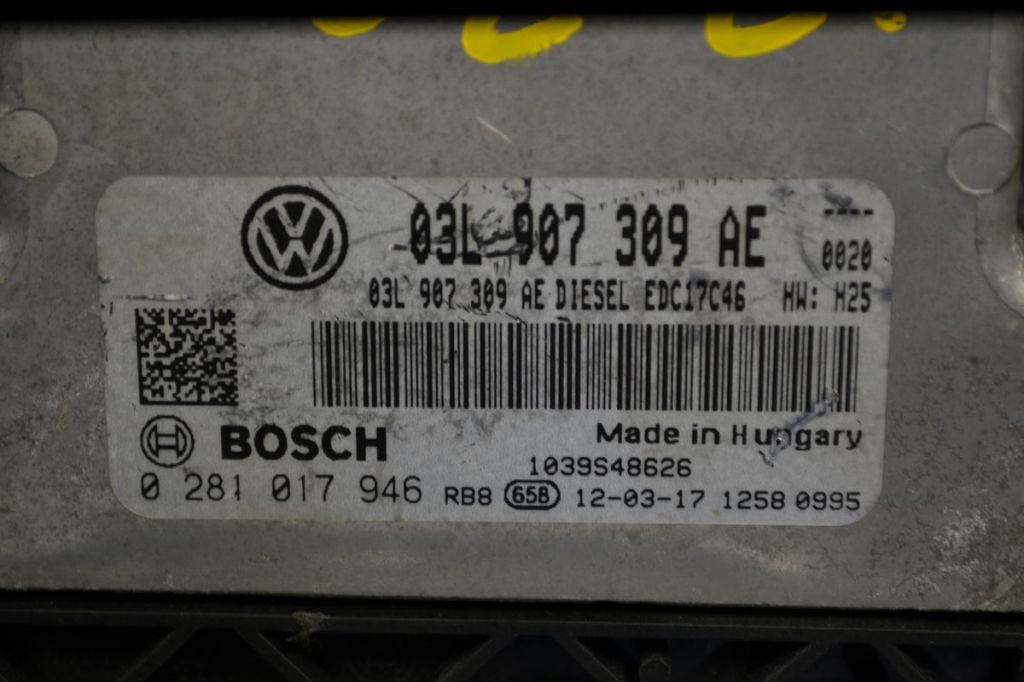 03L 907 309 AE ----
0020
03L 907 309 AE DIESEL EDC17C46 HW: H25
BOSCH Made in Hungary
1039S48626
0 281 017 946 RB8 658 12-03-17 1258 0995